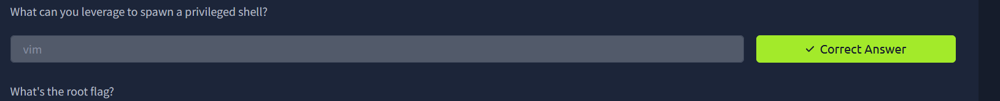 What can you leverage to spawn a privileged shell?
vim
Correct Answer
What's the root flag?